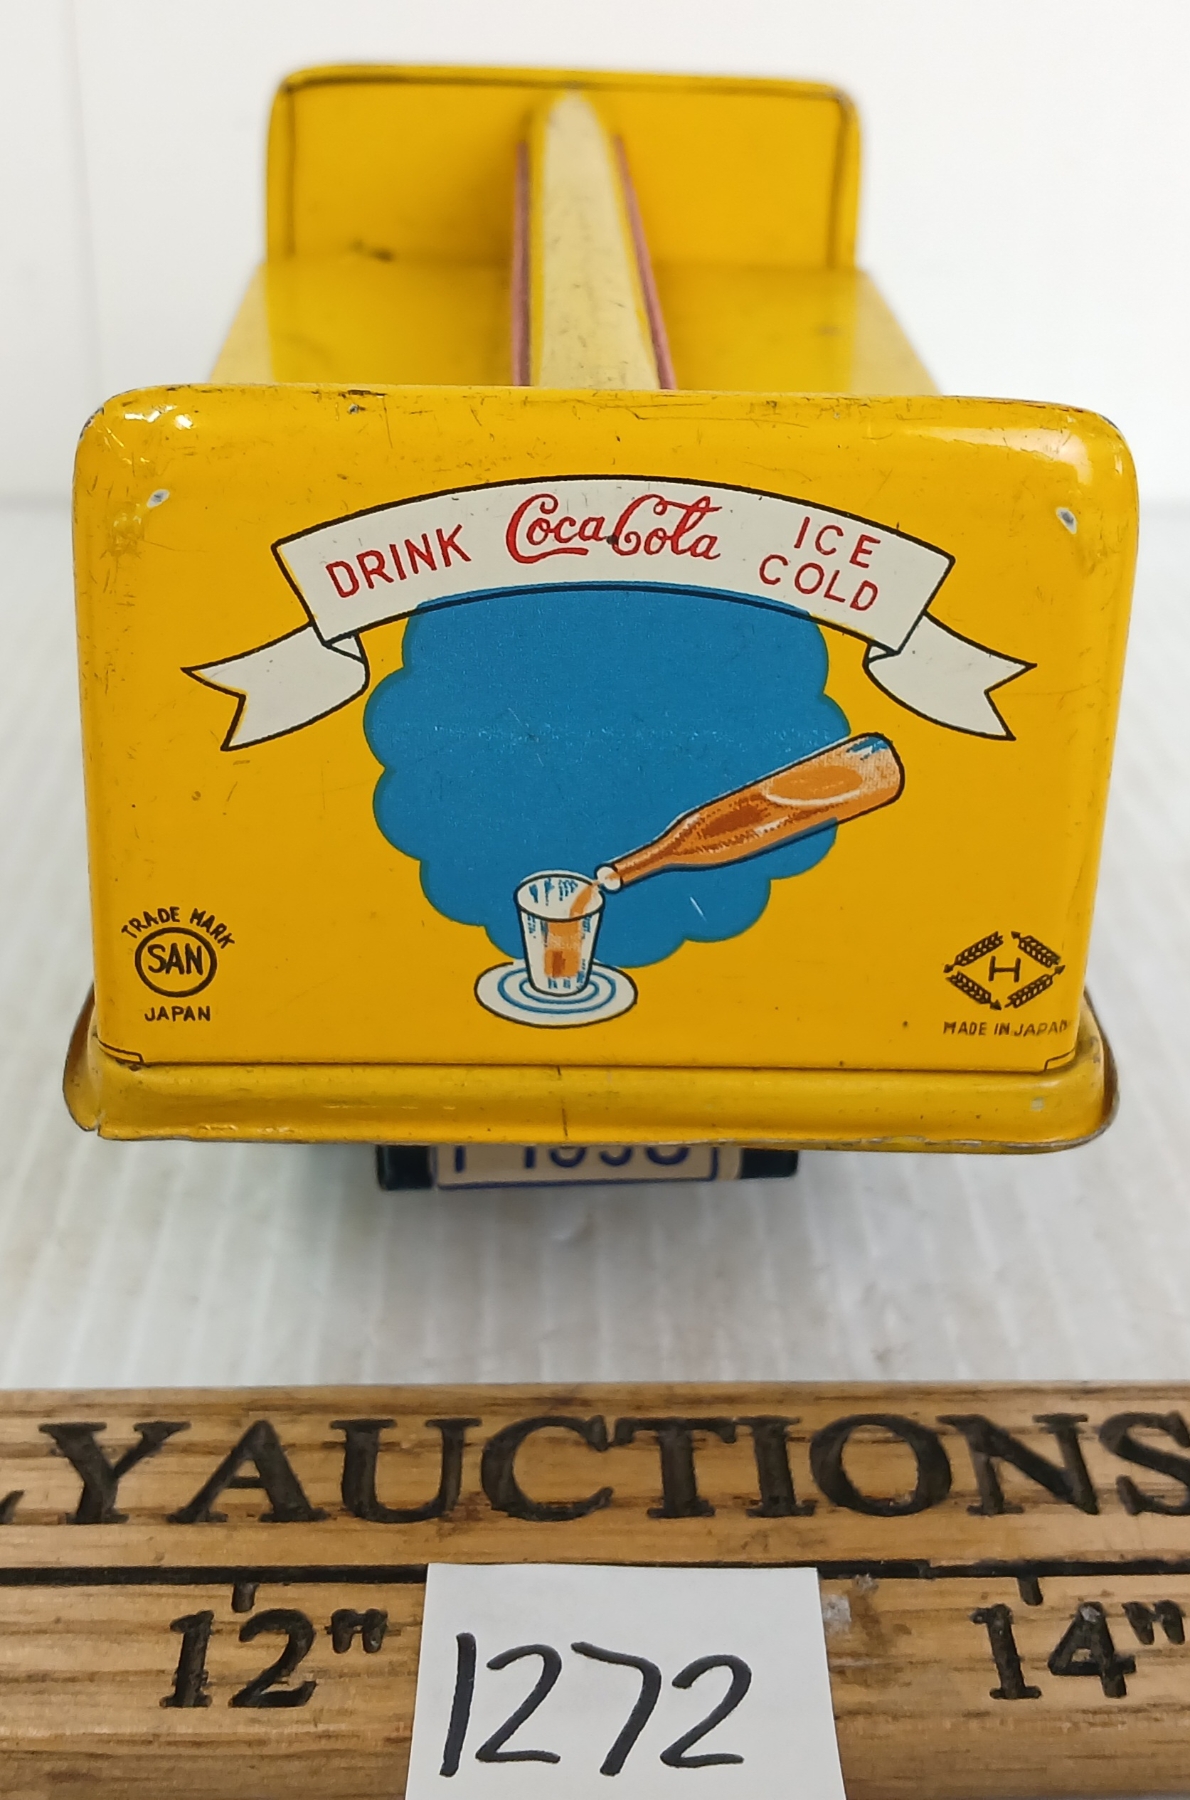 DRINK Coca-Cola ICE COLD
TRADE MARK
SAN
JAPAN
H
MADE IN JAPAN
YAUCTIONS
12"
14"
1272